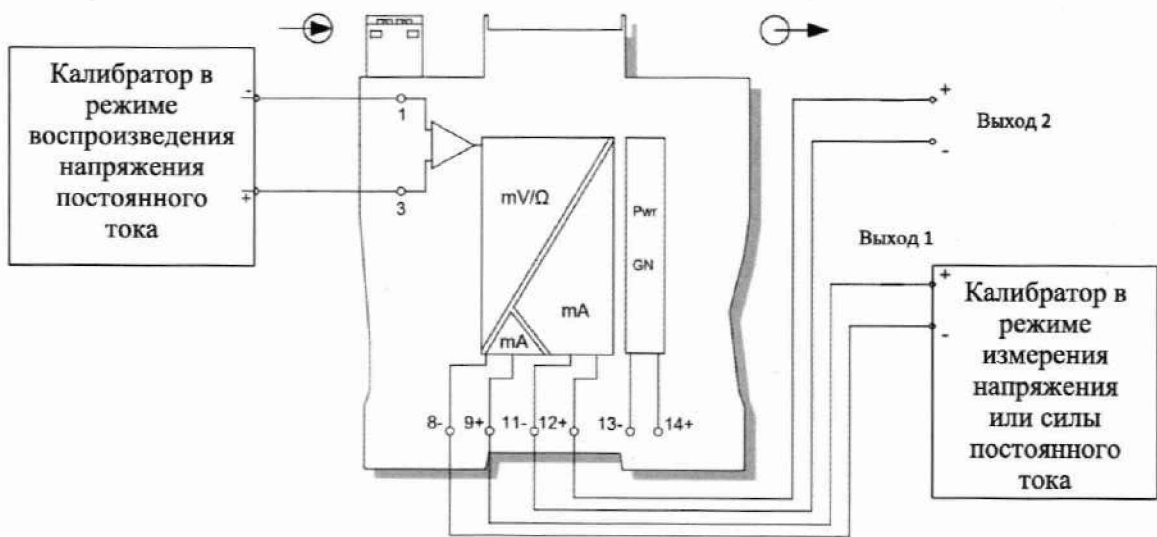 Калибратор в
режиме
воспроизведения
напряжения
постоянного
тока
-
+
1
3
mV/Ω
mA
mA
Pwr
GN
8-
9+
11-
12+
13-
14+
+
-
Выход 2
Выход 1
+
-
Калибратор в
режиме
измерения
напряжения
или силы
постоянного
тока